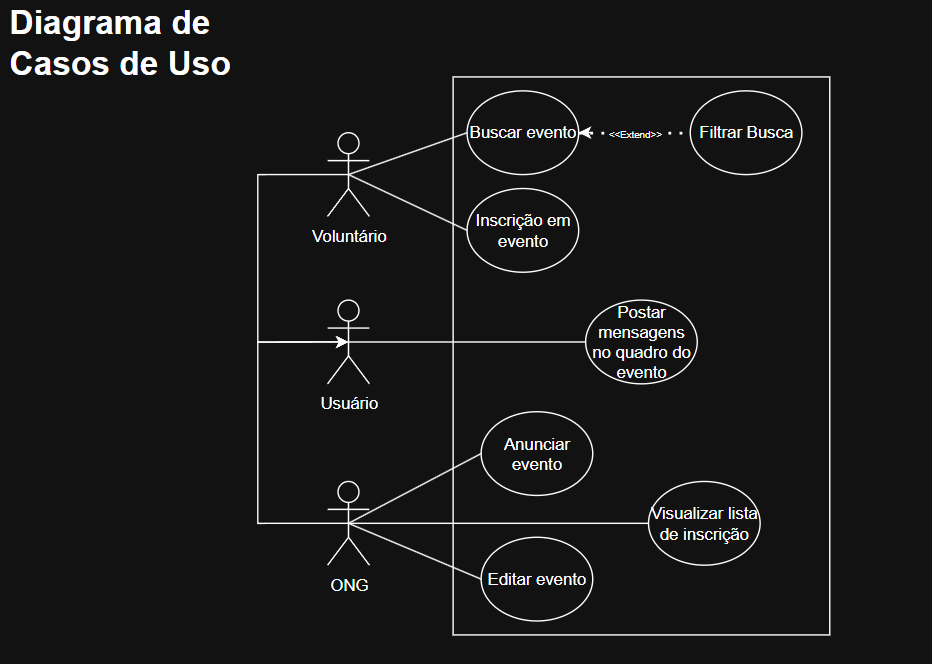 Diagrama de
Casos de Uso
Buscar evento
<<Extend>>
Filtrar Busca
Voluntário
Inscrição em
evento
Usuário
Postar
mensagens
no quadro do
evento
Anunciar
evento
Visualizar lista
de inscrição
ONG
Editar evento